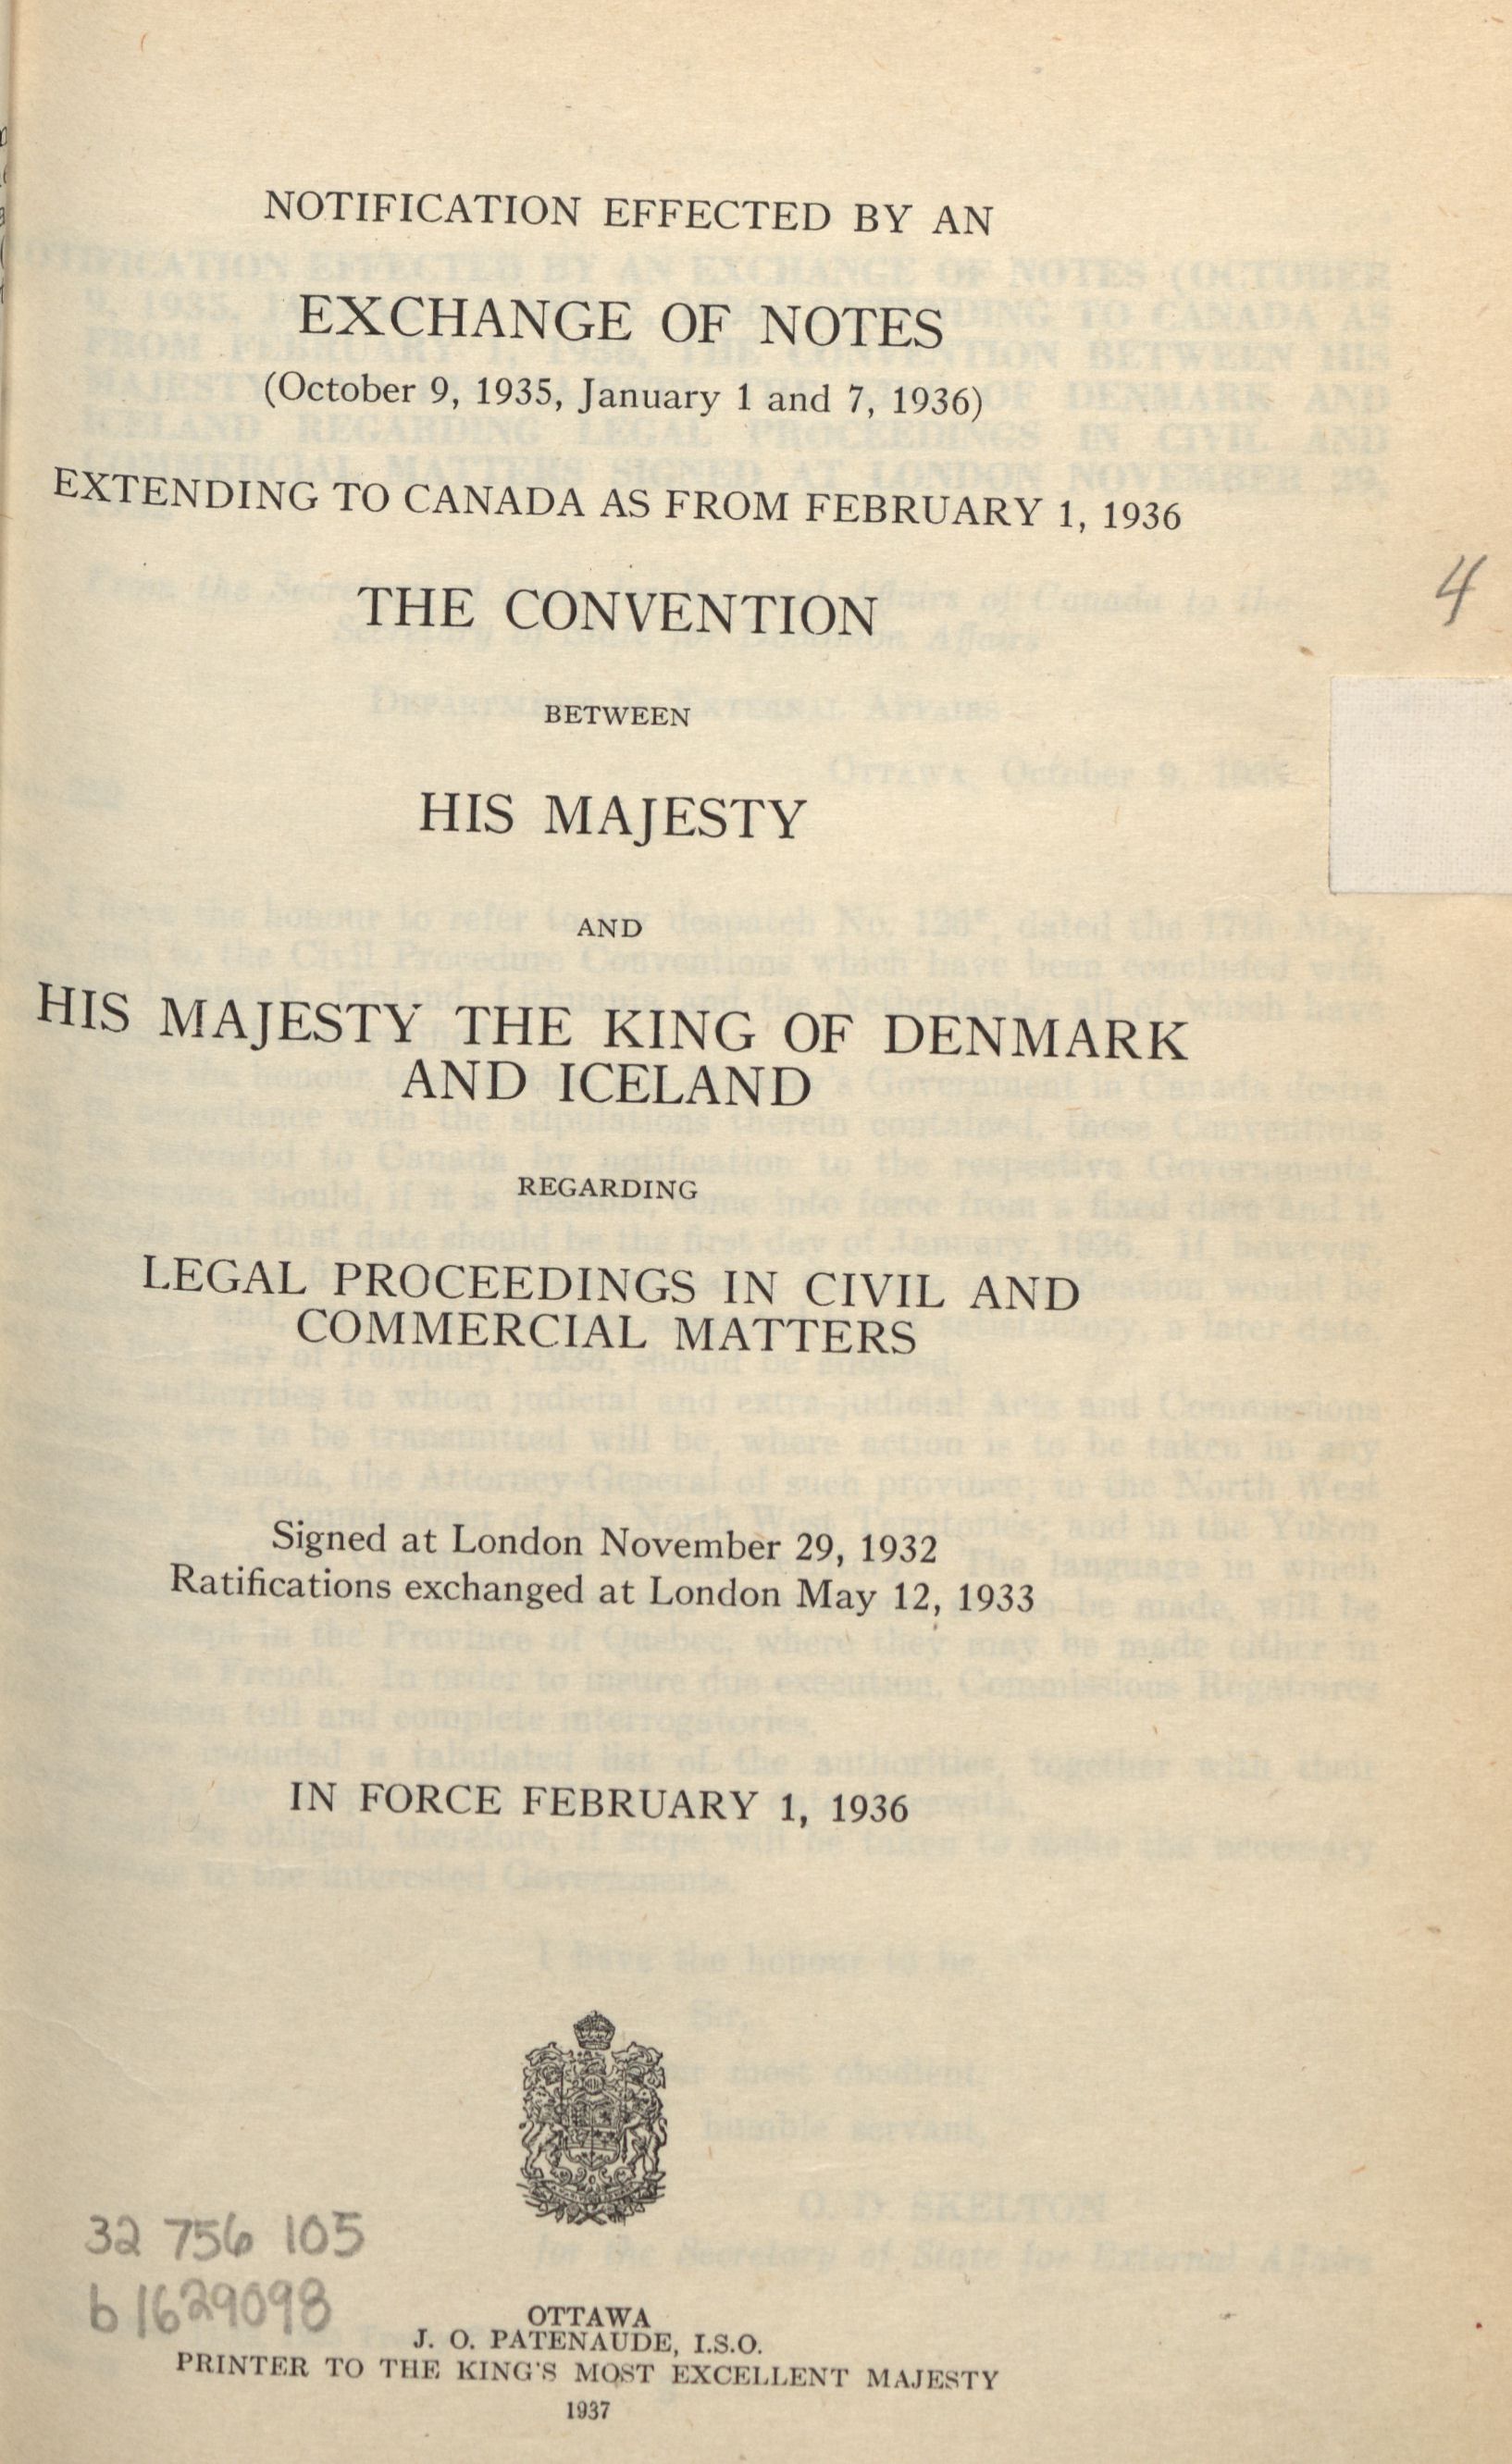 NOTIFICATION EFFECTED BY AN
EXCHANGE OF NOTES
(October 9, 1935, January 1 and 7, 1936)
EXTENDING TO CANADA AS FROM FEBRUARY 1, 1936
THE CONVENTION
4
BETWEEN
HIS MAJESTY
AND
HIS MAJESTY THE KING OF DENMARK
AND ICELAND
REGARDING
LEGAL PROCEEDINGS IN CIVIL AND
COMMERCIAL MATTERS
Signed at London November 29, 1932
Ratifications exchanged at London May 12, 1933
IN FORCE FEBRUARY 1, 1936
32 756 105
b 1629098
OTTAWA
J. O. PATENAUDE, I.S.O.
PRINTER TO THE KING'S MOST EXCELLENT MAJESTY
1937